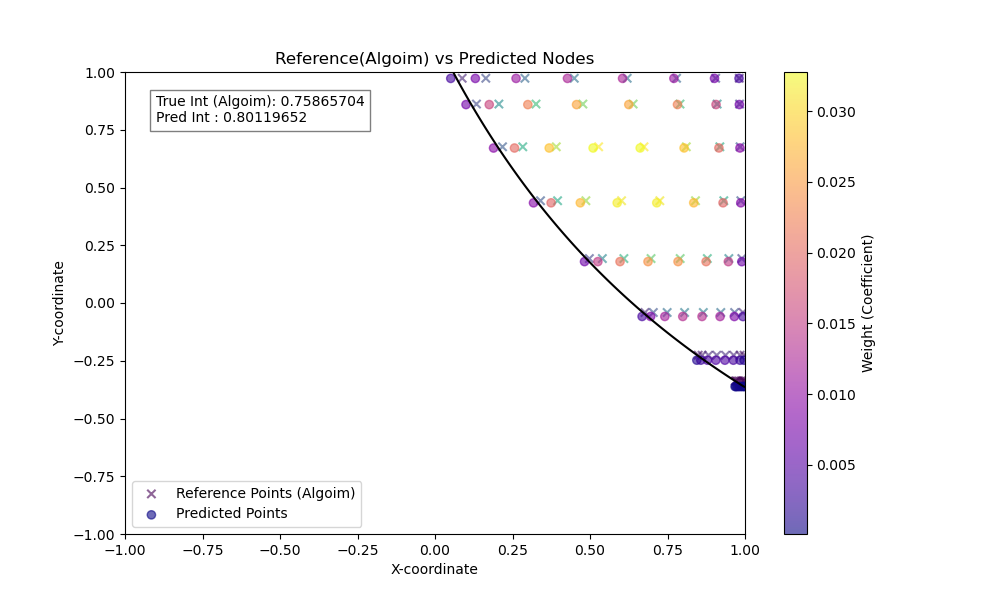 Reference(Algoim) vs Predicted Nodes
True Int (Algoim): 0.75865704
Pred Int : 0.80119652
1.00
0.75
0.50
0.25
0.00
−0.25
−0.50
−0.75
−1.00
Y-coordinate
Reference Points (Algoim)
Predicted Points
−1.00 −0.75 −0.50 −0.25 0.00 0.25 0.50 0.75 1.00
X-coordinate
0.030
0.025
0.020
0.015
0.010
0.005
Weight (Coefficient)